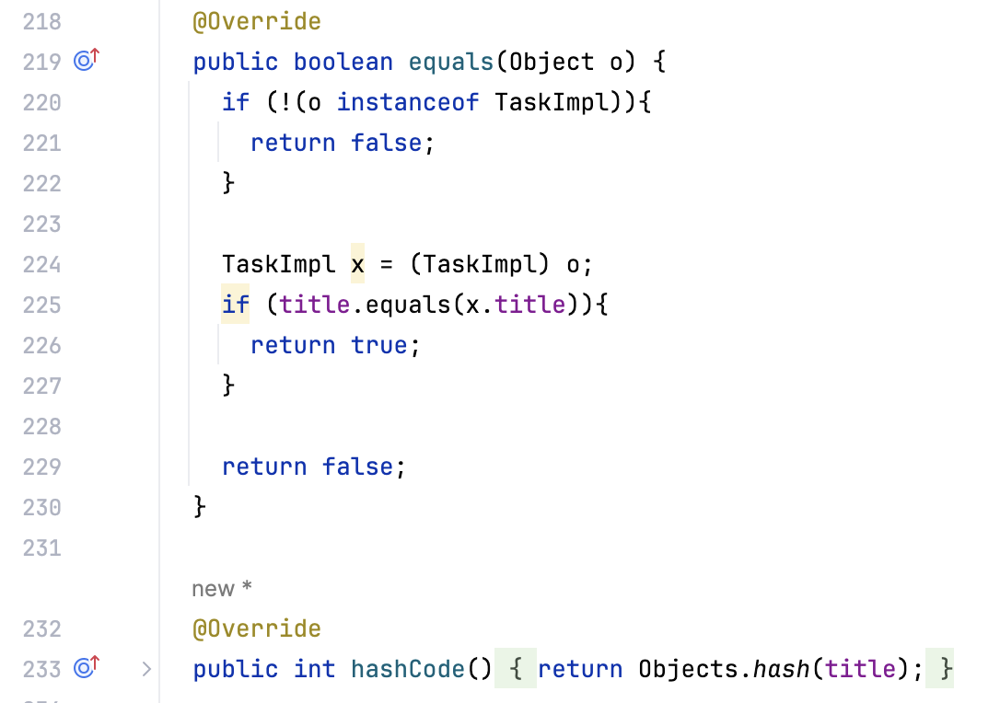 218 @Override
219 public boolean equals(Object o) {
220 if (!(o instanceof TaskImpl)){
221 return false;
222 }
223
224 TaskImpl x = (TaskImpl) o;
225 if (title.equals(x.title)){
226 return true;
227 }
228
229 return false;
230 }
231
new *
232 @Override
233 public int hashCode() { return Objects.hash(title); }